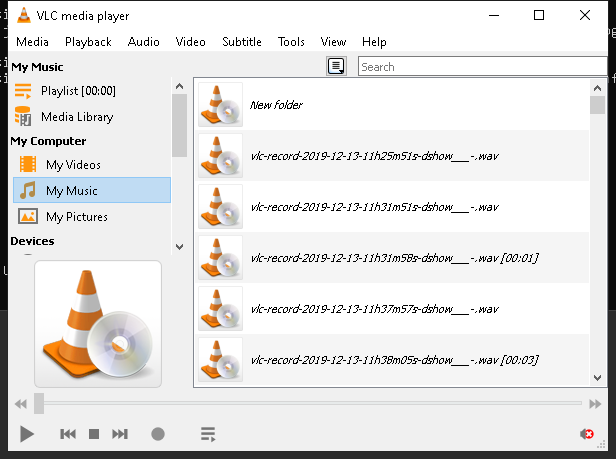 VLC media player
Media Playback Audio Video Subtitle Tools View Help
My Music
Search
Playlist [00:00]
Media Library
My Computer
My Videos
My Music
My Pictures
Devices
New folder
vlc-record-2019-12-13-11h25m51s-dshow___-.wav
vlc-record-2019-12-13-11h31m51s-dshow___-.wav
vlc-record-2019-12-13-11h31m58s-dshow___-.wav [00:01]
vlc-record-2019-12-13-11h37m57s-dshow___-.wav
vlc-record-2019-12-13-11h38m05s-dshow___-.wav [00:03]